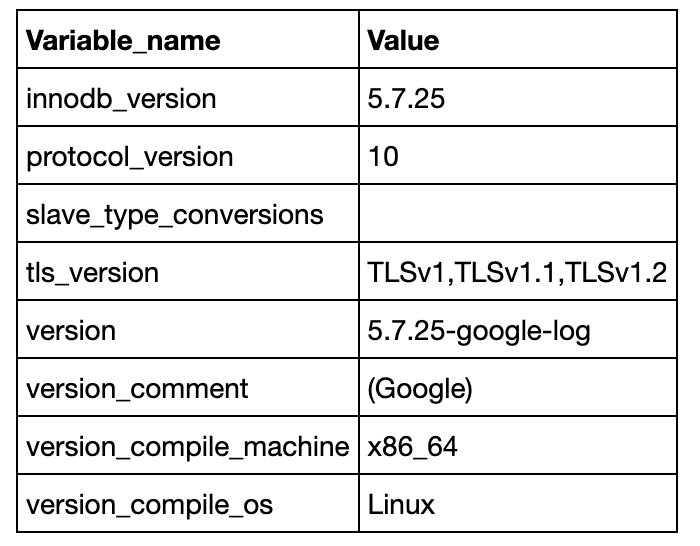 Variable_name Value
innodb_version 5.7.25
protocol_version 10
slave_type_conversions
tls_version TLSv1,TLSv1.1,TLSv1.2
version 5.7.25-google-log
version_comment (Google)
version_compile_machine x86_64
version_compile_os Linux